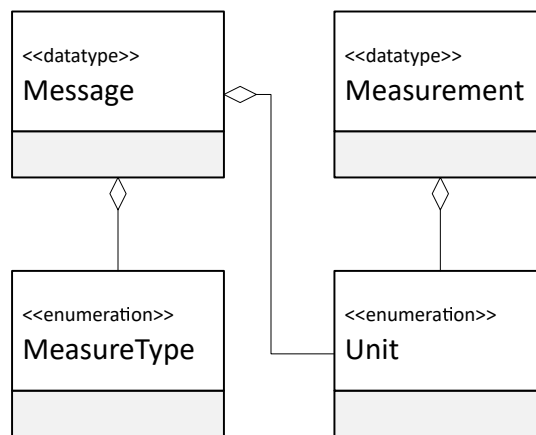 <<datatype>>
Message
<<datatype>>
Measurement
<<enumeration>>
MeasureType
<<enumeration>>
Unit